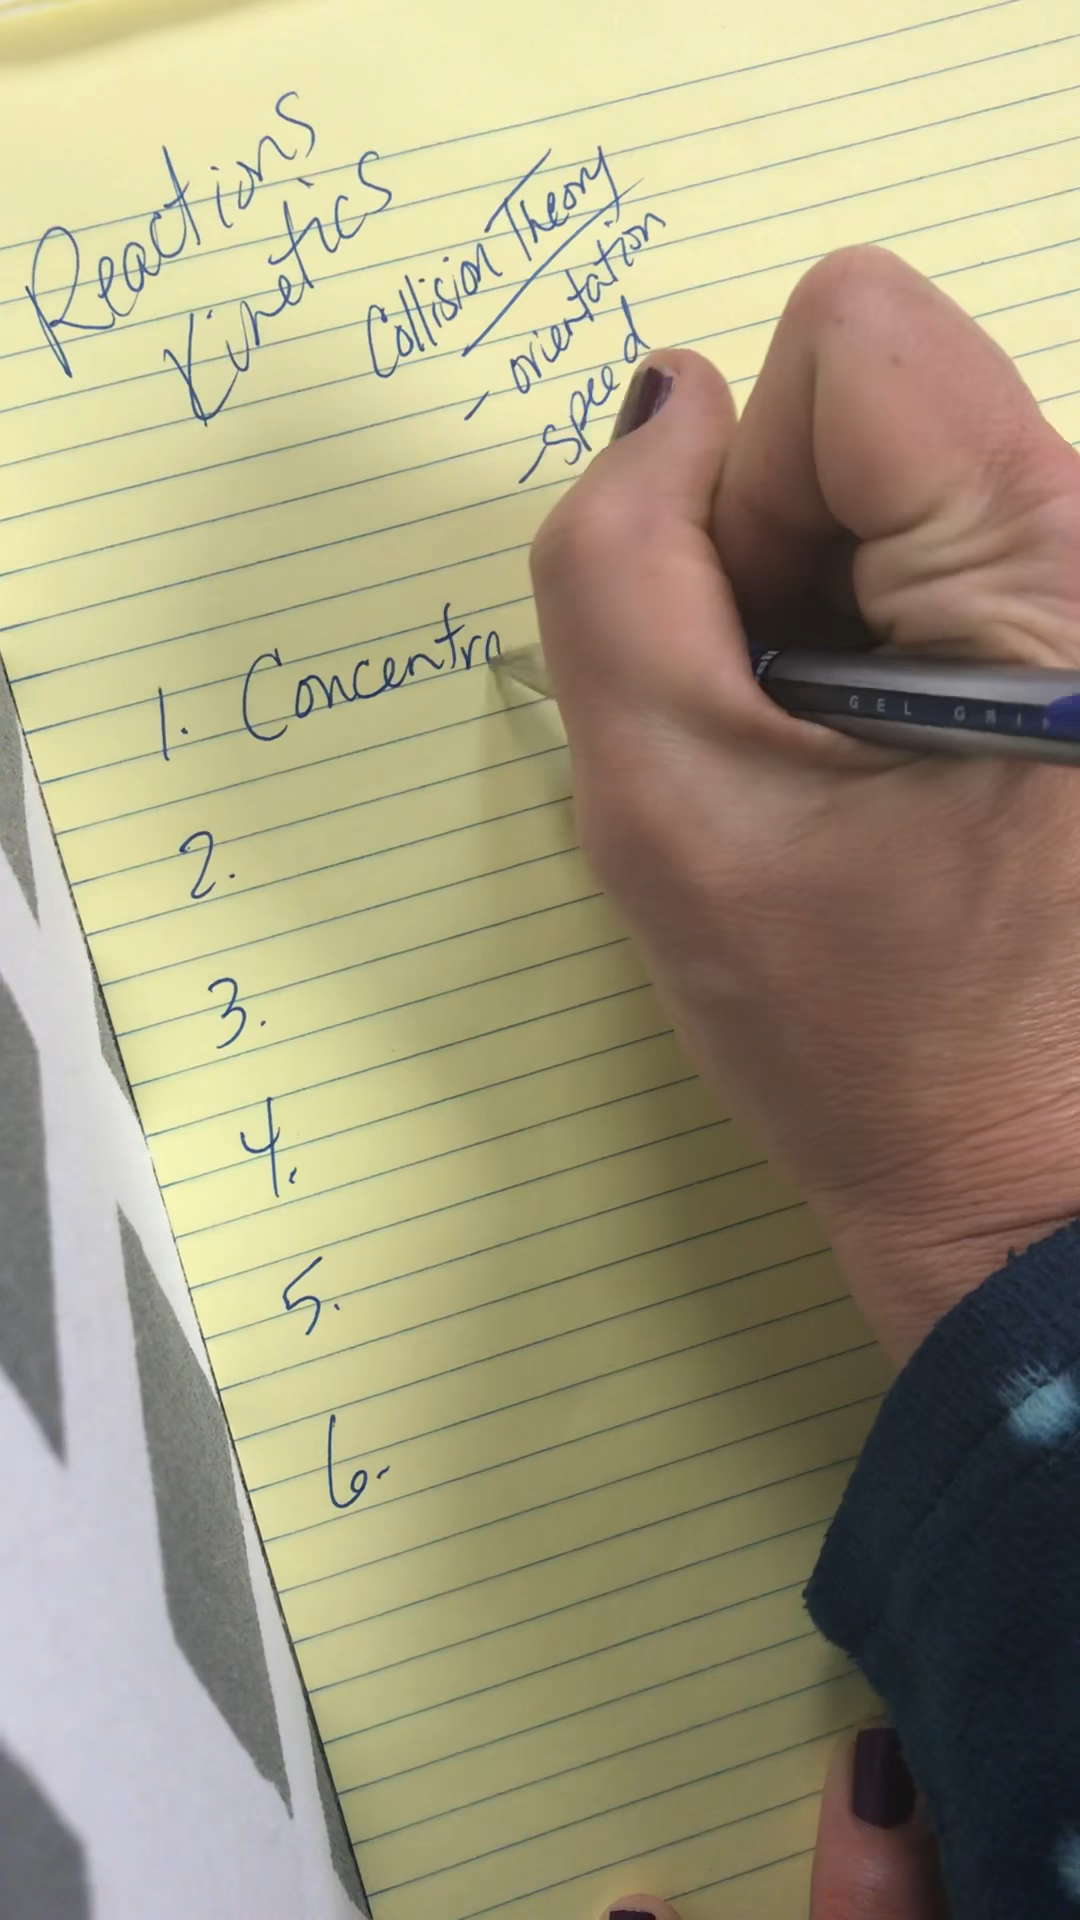 Reactions
Kinetics
Collision Theory
- orientation
- speed
1. Concentra
2.
3.
4.
5.
6.
GEL GRIP